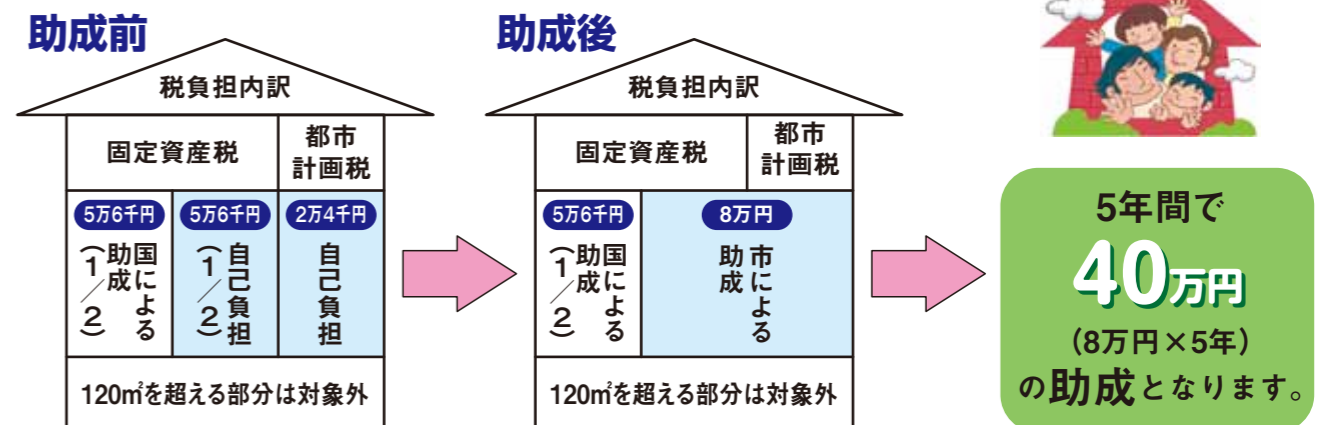 助成前
税負担内訳
固定資産税
都市
計画税
5万6千円
国による
助成
(1/2)
5万6千円
自己負担
(1/2)
2万4千円
自己負担
120㎡を超える部分は対象外
助成後
税負担内訳
固定資産税
都市
計画税
5万6千円
国による
助成
(1/2)
8万円
市による
助成
120㎡を超える部分は対象外
5年間で
40万円
(8万円×5年)
の助成となります。